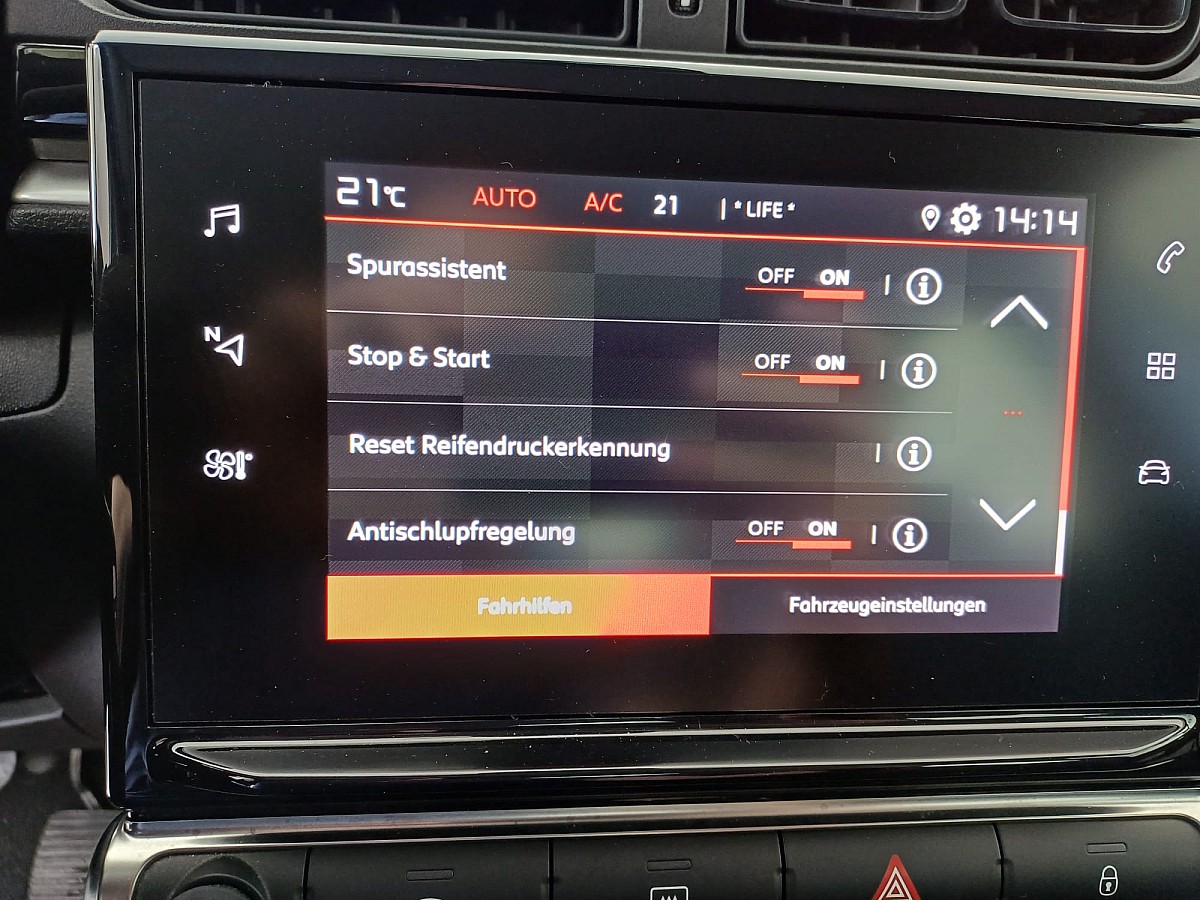 21°C AUTO A/C 21 | *LIFE* 14:14
Spurassistent OFF ON
N
Stop & Start OFF ON
Reset Reifendruckerkennung
Antischlupfregelung OFF ON
Fahrhilfen Fahrzeugeinstellungen